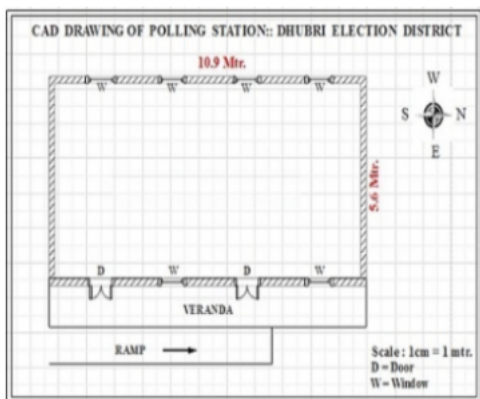 CAD DRAWING OF POLLING STATION:: DHUBRI ELECTION DISTRICT
10.9 Mtr.
W W W W
W
S N
E
5.6 Mtr.
D W D W
VERANDA
RAMP
Scale : 1cm = 1 mtr.
D = Door
W = Window